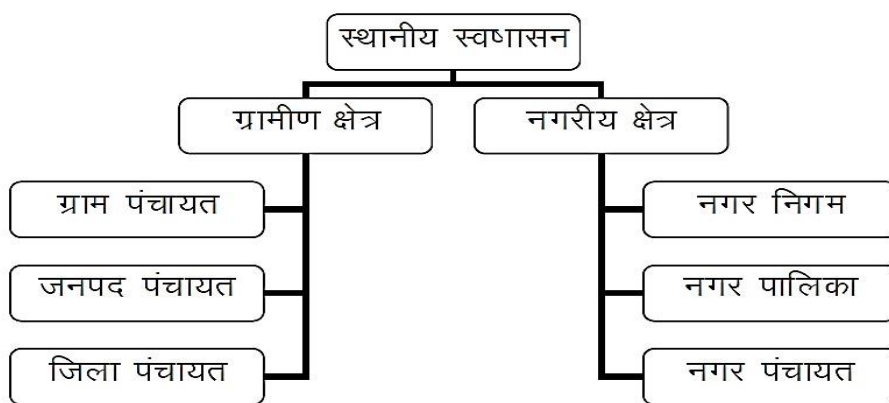 स्थानीय स्वषासन
ग्रामीण क्षेत्र
नगरीय क्षेत्र
ग्राम पंचायत
नगर निगम
जनपद पंचायत
नगर पालिका
जिला पंचायत
नगर पंचायत